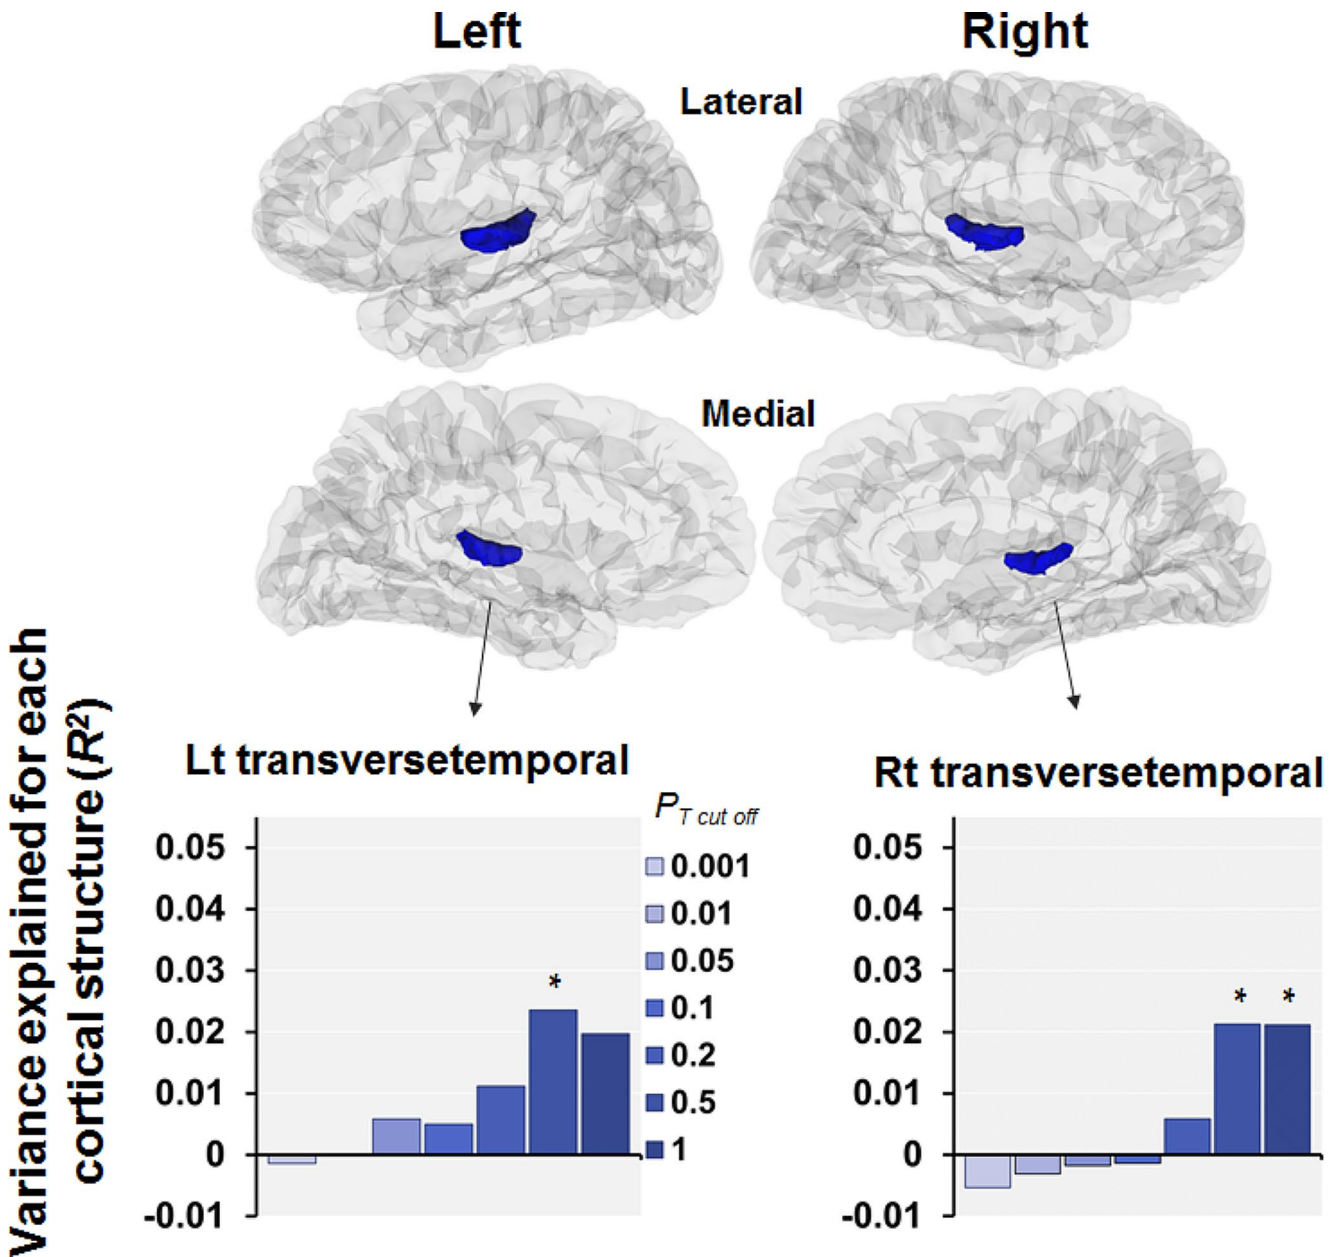 Left
Right
Lateral
Medial
Variance explained for each
cortical structure (R²)
Lt transversetemporal
0.05
0.04
0.03
0.02
0.01
0
-0.01
*
P T cut off
0.001
0.01
0.05
0.1
0.2
0.5
1
Rt transversetemporal
0.05
0.04
0.03
0.02
0.01
0
-0.01
* *